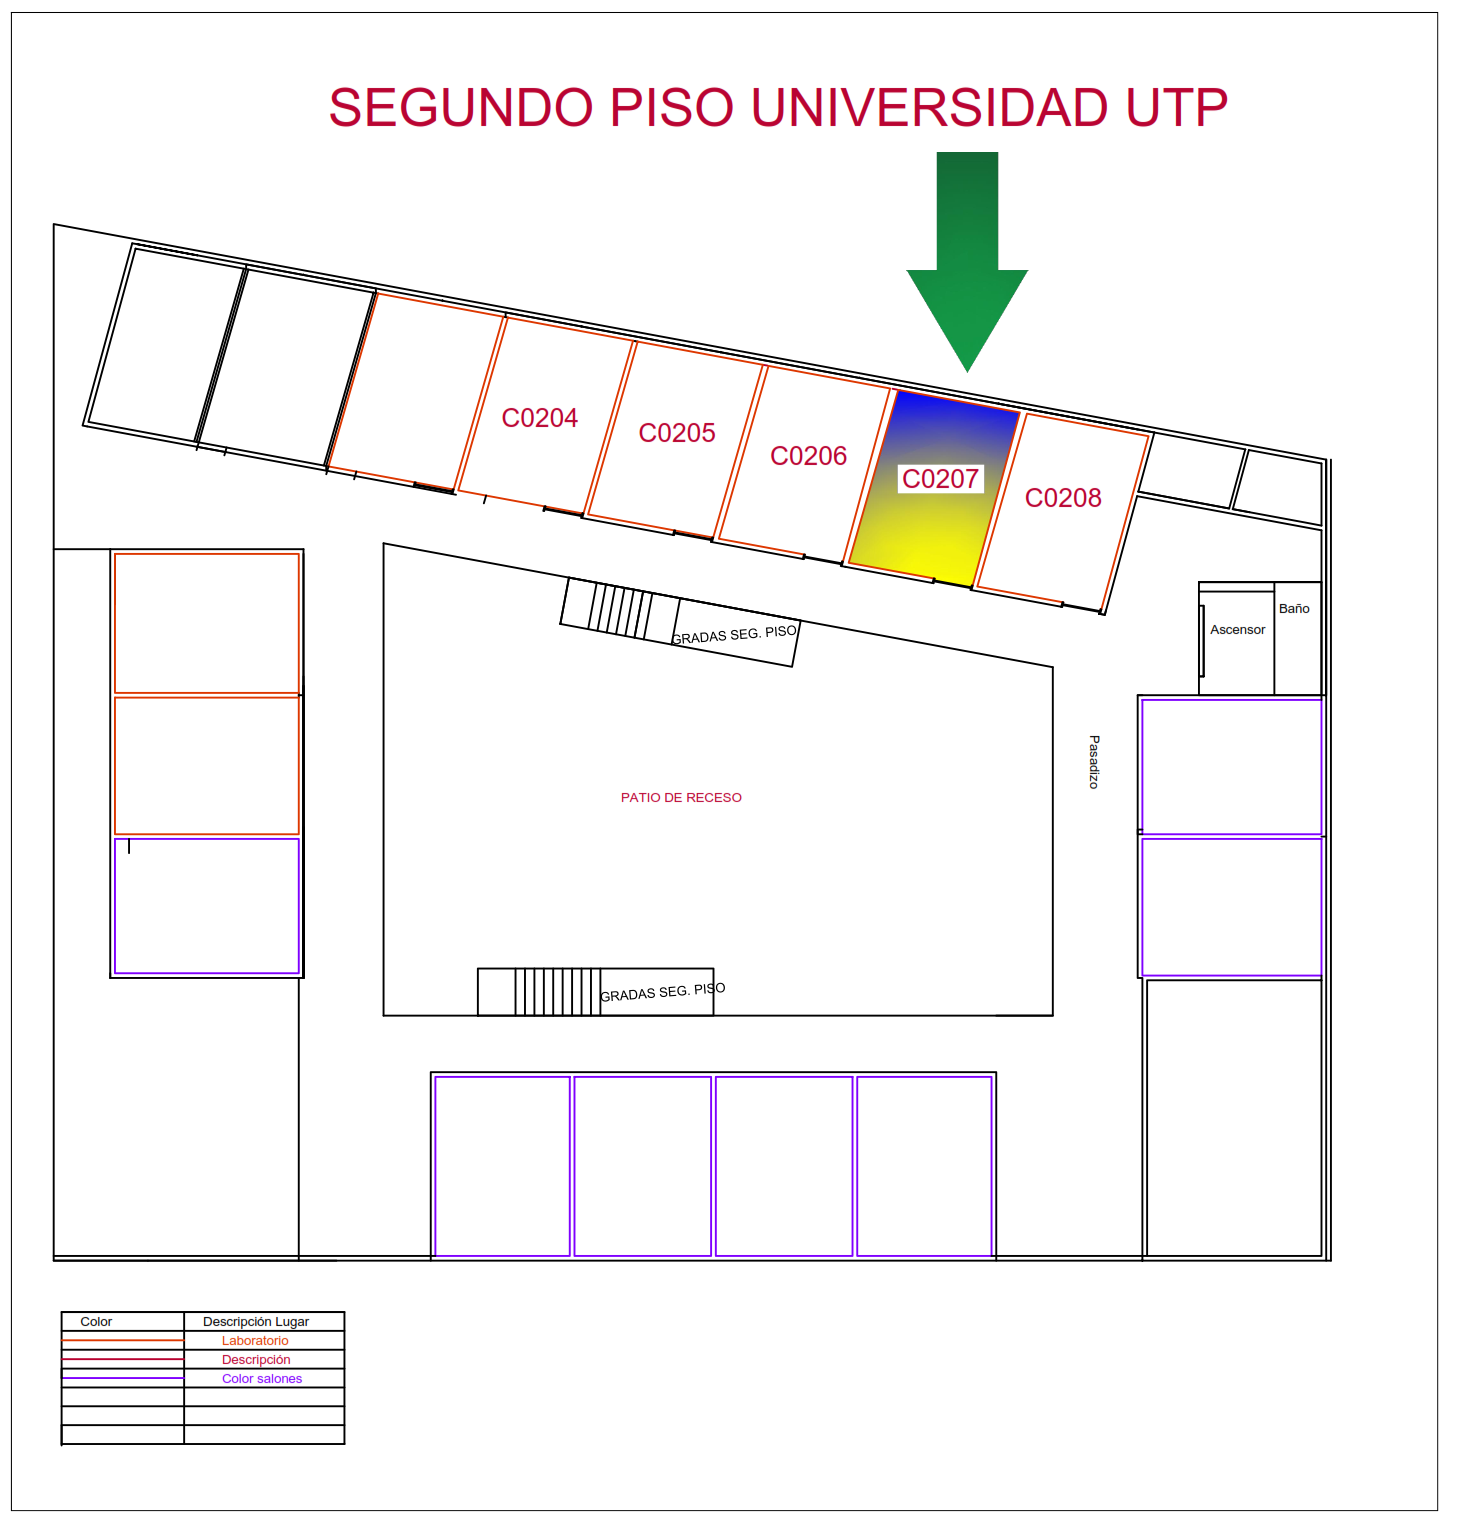 SEGUNDO PISO UNIVERSIDAD UTP
C0204
C0205
C0206
C0207
C0208
Baño
Ascensor
GRADAS SEG. PISO
Pasadizo
PATIO DE RECESO
GRADAS SEG. PISO
Color Descripción Lugar
Laboratorio
Descripción
Color salones